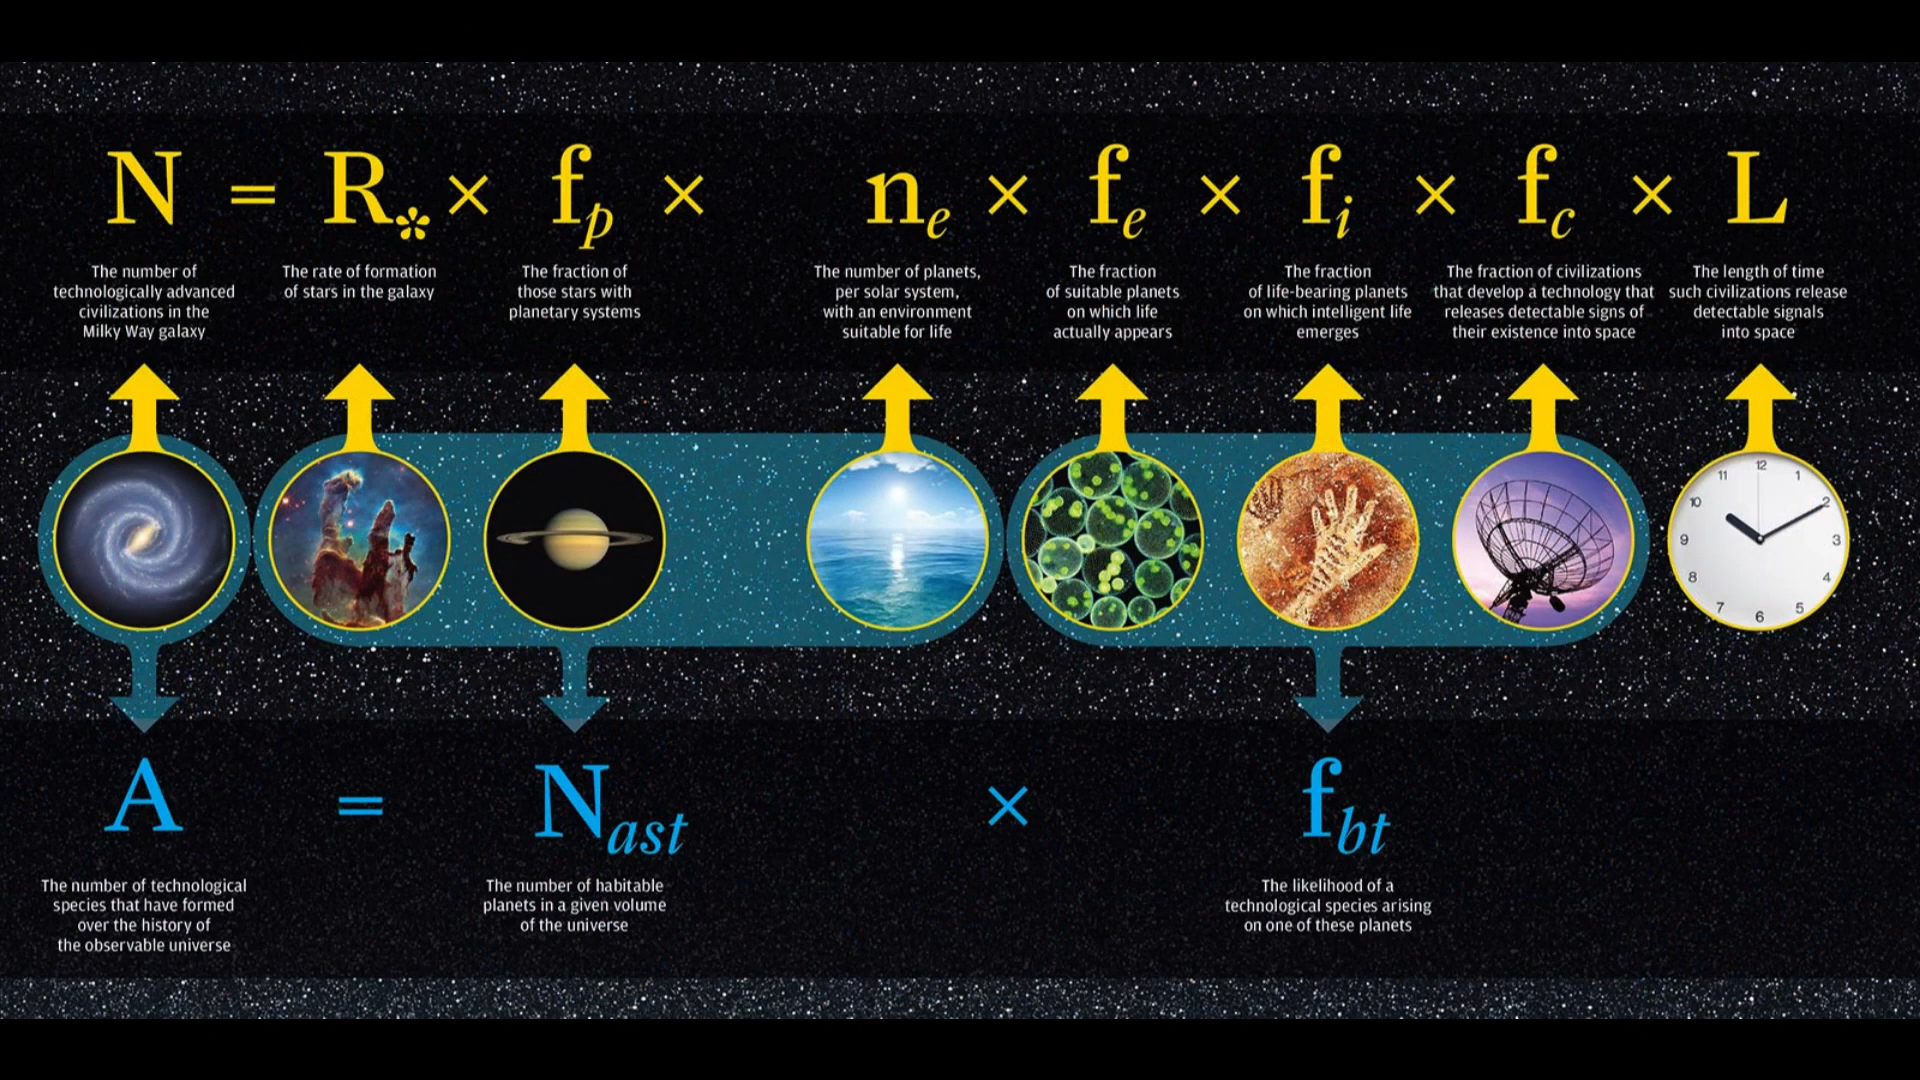 N = R* × fp × ne × fe × fi × fc × L
The number of
technologically advanced
civilizations in the
Milky Way galaxy
The rate of formation
of stars in the galaxy
The fraction of
those stars with
planetary systems
The number of planets,
per solar system,
with an environment
suitable for life
The fraction
of suitable planets
on which life
actually appears
The fraction
of life-bearing planets
on which intelligent life
emerges
The fraction of civilizations
that develop a technology that
releases detectable signs of
their existence into space
The length of time
such civilizations release
detectable signals
into space
12
1
2
3
4
5
6
7
8
9
10
11
A = Nast × fbt
The number of technological
species that have formed
over the history of
the observable universe
The number of habitable
planets in a given volume
of the universe
The likelihood of a
technological species arising
on one of these planets